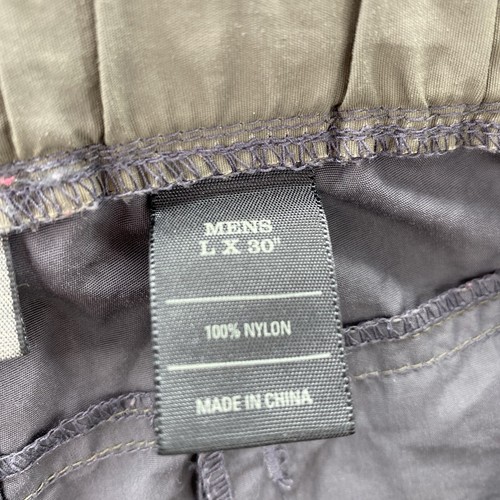 MENS
L X 30"
100% NYLON
MADE IN CHINA